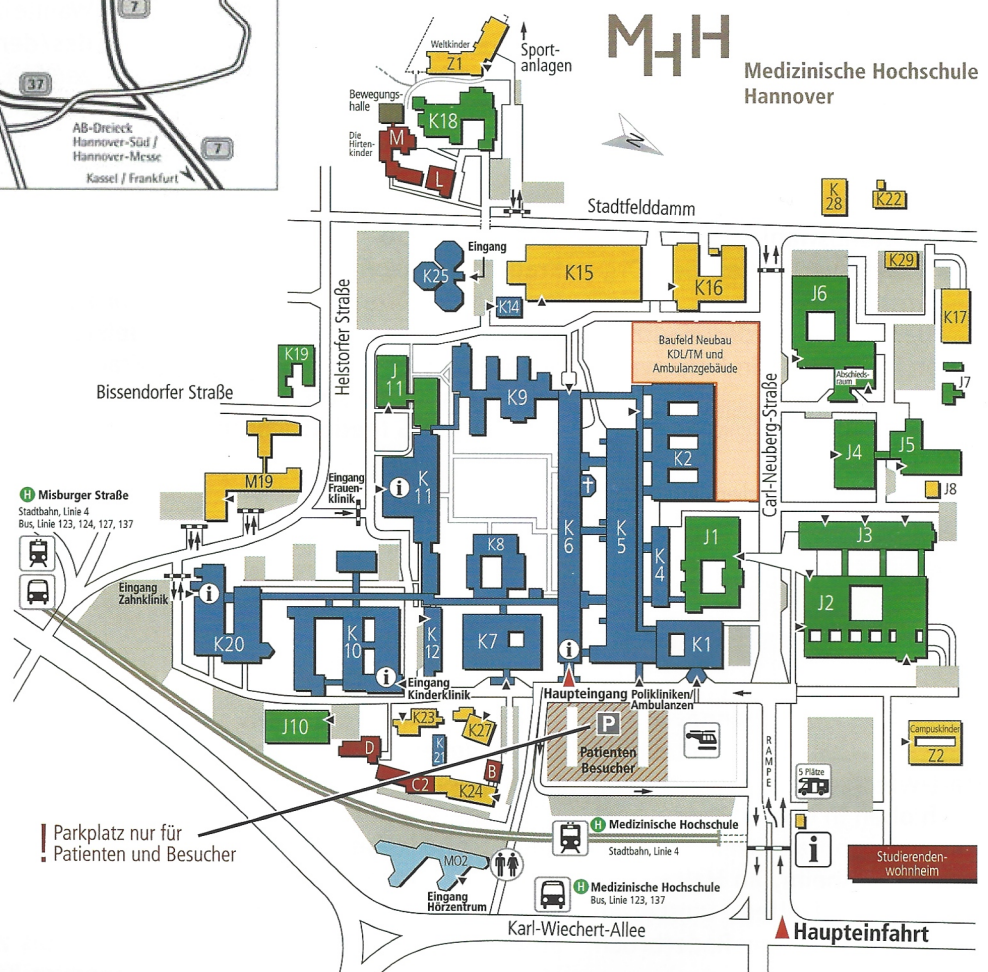 7
37
AB-Dreieck
Hannover-Süd /
Hannover-Messe
7
Kassel / Frankfurt
MHH
Medizinische Hochschule
Hannover
Weltkinder
Z1
Sport-
anlagen
Bewegungs-
halle
K18
M
Die
Hirten-
kinder
L
N
Stadtfelddamm
K
28
K22
Eingang
K25
K14
K15
K16
K29
J6
K17
Abschieds-
raum
J7
Helstorfer Straße
Baufeld Neubau
KDL/TM und
Ambulanzgebäude
K19
J
11
K9
Carl-Neuberg-Straße
Bissendorfer Straße
K2
J4
J5
J8
M19
Eingang
Frauen-
klinik
K
11
i
K
6
K
5
K
4
J1
J3
J2
H Misburger Straße
Stadtbahn, Linie 4
Bus, Linie 123, 124, 127, 137
K8
Eingang
Zahnklinik
i
K20
K
10
i
K
12
K7
i
K1
Eingang
Kinderklinik
Haupteingang
Polikliniken/
Ambulanzen
J10
K23
K27
K
21
D
C2
B
K24
P
Patienten
Besucher
RAMPE
Campuskinder
Z2
5 Plätze
! Parkplatz nur für
Patienten und Besucher
H Medizinische Hochschule
Stadtbahn, Linie 4
i
Studierenden-
wohnheim
MO2
Eingang
Hörzentrum
H Medizinische Hochschule
Bus, Linie 123, 137
Karl-Wiechert-Allee
Haupteinfahrt